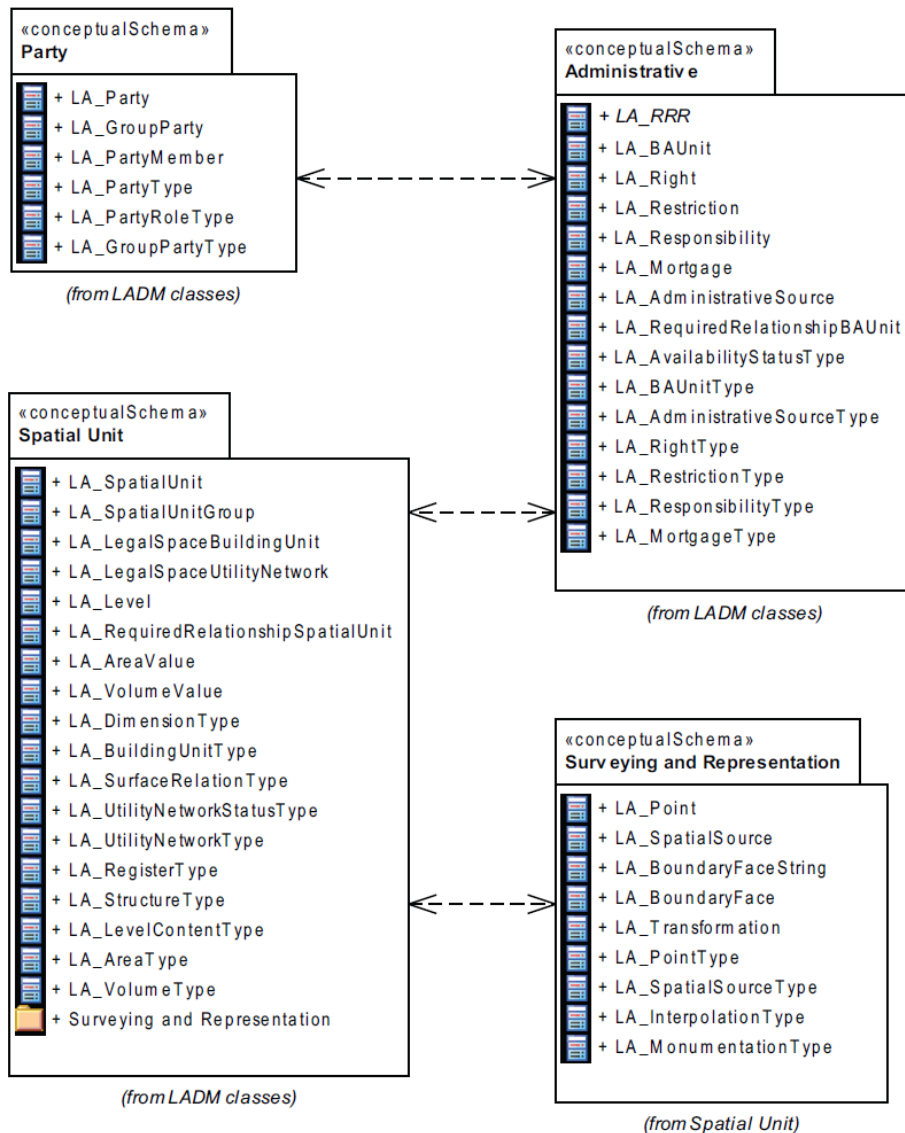 «conceptualSchema»
Party
+ LA_Party
+ LA_GroupParty
+ LA_PartyMember
+ LA_PartyType
+ LA_PartyRoleType
+ LA_GroupPartyType
(from LADM classes)
«conceptualSchema»
Administrative
+ LA_RRR
+ LA_BAUnit
+ LA_Right
+ LA_Restriction
+ LA_Responsibility
+ LA_Mortgage
+ LA_AdministrativeSource
+ LA_RequiredRelationshipBAUnit
+ LA_AvailabilityStatusType
+ LA_BAUnitType
+ LA_AdministrativeSourceType
+ LA_RightType
+ LA_RestrictionType
+ LA_ResponsibilityType
+ LA_MortgageType
(from LADM classes)
«conceptualSchema»
Spatial Unit
+ LA_SpatialUnit
+ LA_SpatialUnitGroup
+ LA_LegalSpaceBuildingUnit
+ LA_LegalSpaceUtilityNetwork
+ LA_Level
+ LA_RequiredRelationshipSpatialUnit
+ LA_AreaValue
+ LA_VolumeValue
+ LA_DimensionType
+ LA_BuildingUnitType
+ LA_SurfaceRelationType
+ LA_UtilityNetworkStatusType
+ LA_UtilityNetworkType
+ LA_RegisterType
+ LA_StructureType
+ LA_LevelContentType
+ LA_AreaType
+ LA_VolumeType
+ Surveying and Representation
(from LADM classes)
«conceptualSchema»
Surveying and Representation
+ LA_Point
+ LA_SpatialSource
+ LA_BoundaryFaceString
+ LA_BoundaryFace
+ LA_Transformation
+ LA_PointType
+ LA_SpatialSourceType
+ LA_InterpolationType
+ LA_MonumentationType
(from Spatial Unit)